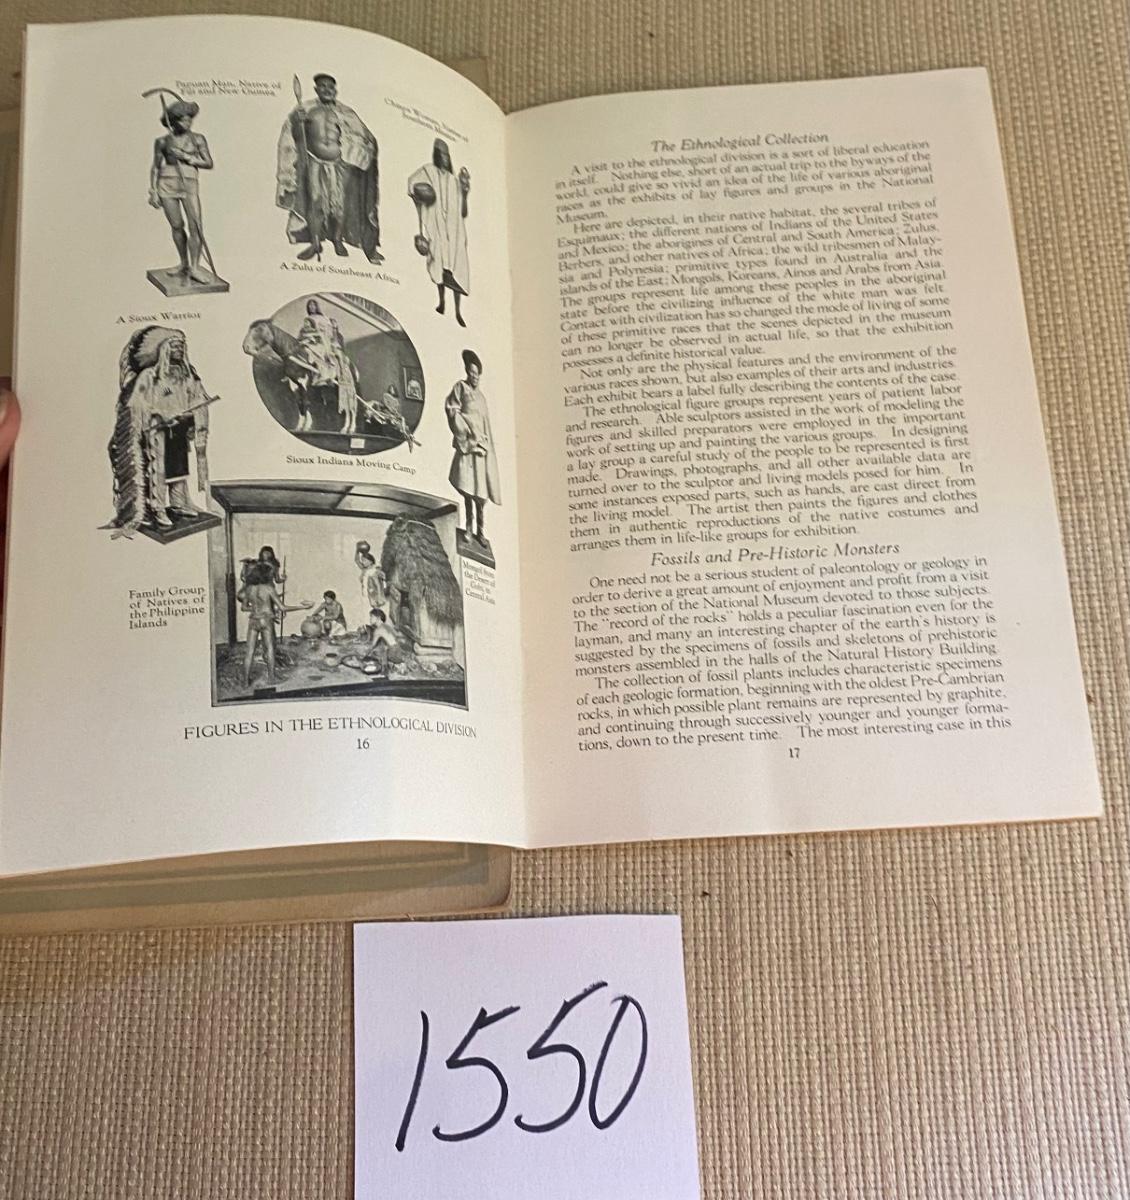 Papuan Man, Native of
Fiji and New Guinea
Southern Mexico
A Zulu of Southeast Africa
A Sioux Warrior
Sioux Indians Moving Camp
Family Group
of Natives of
the Philippine
Islands
Mongol from
the Desert of
Gobi, in
Central Asia
FIGURES IN THE ETHNOLOGICAL DIVISION
16
The Ethnological Collection
A visit to the ethnological division is a sort of liberal education
in itself. Nothing else, short of an actual trip to the byways of the
world, could give so vivid an idea of the life of various aboriginal
races as the exhibits of lay figures and groups in the National
Museum.
Here are depicted, in their native habitat, the several tribes of
Esquimaux; the different nations of Indians of the United States
and Mexico; the aborigines of Central and South America; Zulus,
Berbers, and other natives of Africa; the wild tribesmen of Malay-
sia and Polynesia; primitive types found in Australia and the
islands of the East; Mongols, Koreans, Ainos and Arabs from Asia.
The groups represent life among these peoples in the aboriginal
state before the civilizing influence of the white man was felt.
Contact with civilization has so changed the mode of living of some
of these primitive races that the scenes depicted in the museum
can no longer be observed in actual life, so that the exhibition
possesses a definite historical value.
Not only are the physical features and the environment of the
various races shown, but also examples of their arts and industries.
Each exhibit bears a label fully describing the contents of the case.
The ethnological figure groups represent years of patient labor
and research. Able sculptors assisted in the work of modeling the
figures and skilled preparators were employed in the important
work of setting up and painting the various groups. In designing
a lay group a careful study of the people to be represented is first
made. Drawings, photographs, and all other available data are
turned over to the sculptor and living models posed for him. In
some instances exposed parts, such as hands, are cast direct from
the living model. The artist then paints the figures and clothes
them in authentic reproductions of the native costumes and
arranges them in life-like groups for exhibition.
Fossils and Pre-Historic Monsters
One need not be a serious student of paleontology or geology in
order to derive a great amount of enjoyment and profit from a visit
to the section of the National Museum devoted to those subjects.
The "record of the rocks" holds a peculiar fascination even for the
layman, and many an interesting chapter of the earth's history is
suggested by the specimens of fossils and skeletons of prehistoric
monsters assembled in the halls of the Natural History Building.
The collection of fossil plants includes characteristic specimens
of each geologic formation, beginning with the oldest Pre-Cambrian
rocks, in which possible plant remains are represented by graphite,
and continuing through successively younger and younger forma-
tions, down to the present time. The most interesting case in this
17
1550